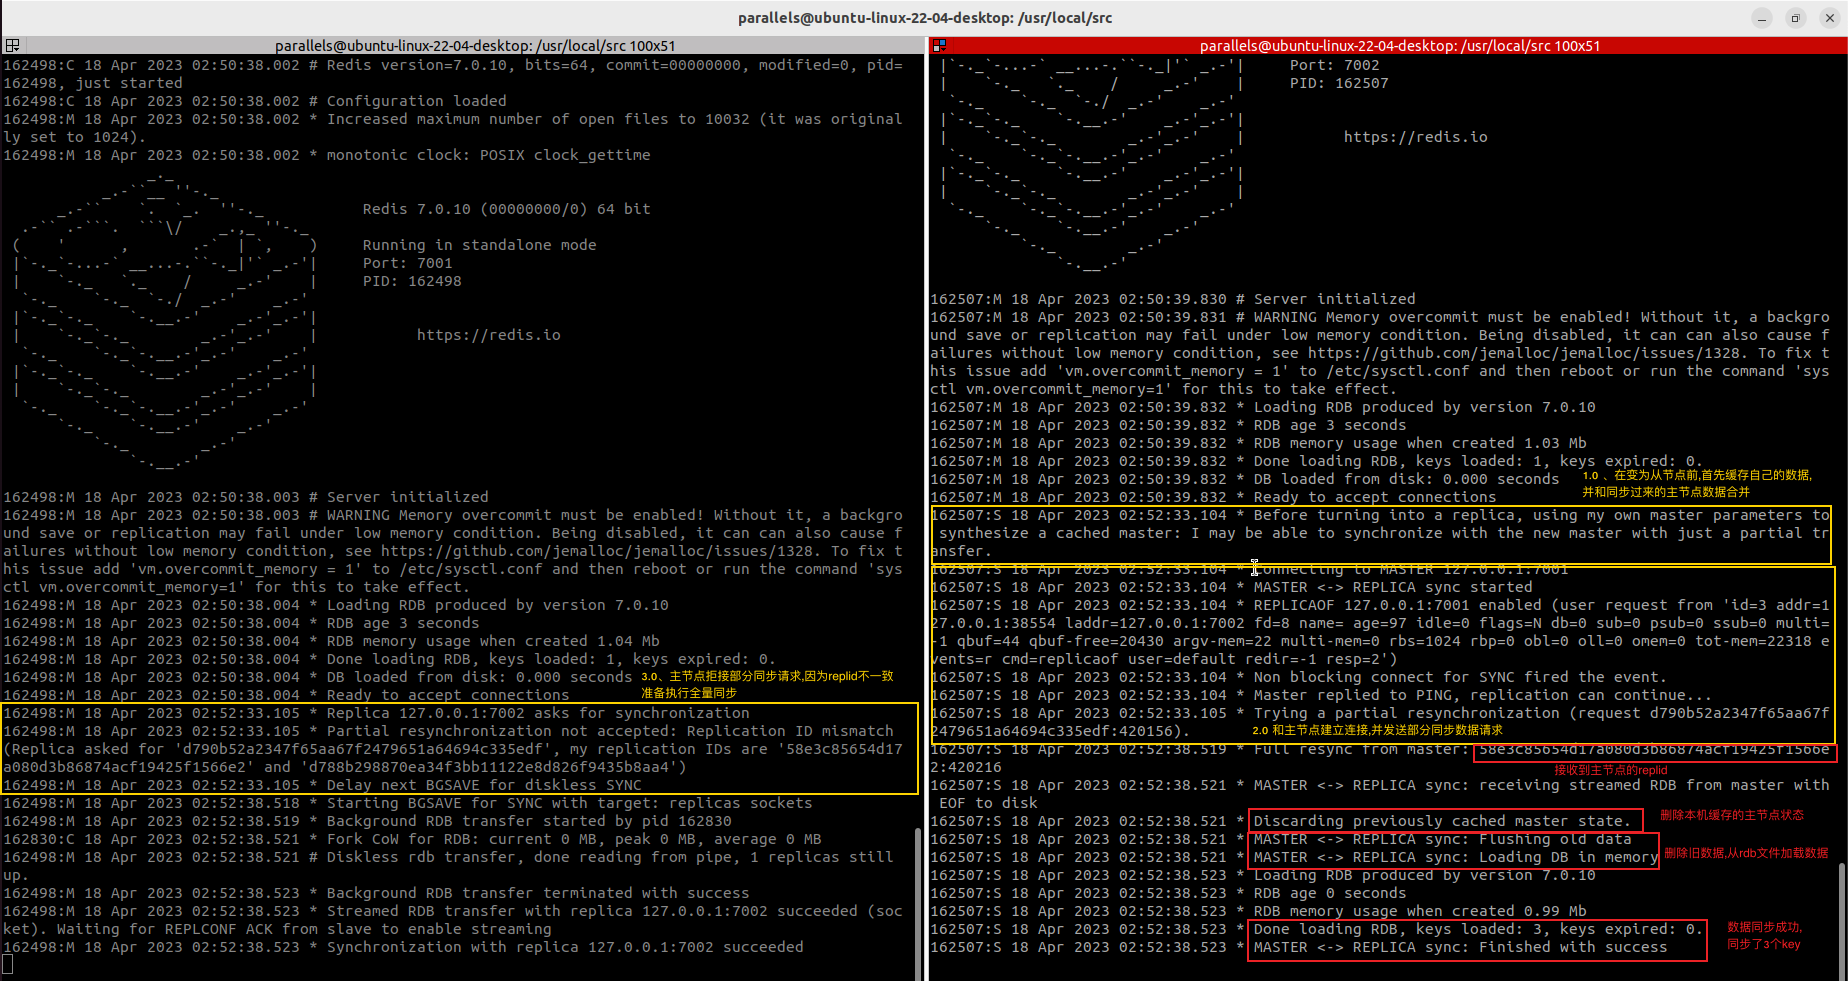 parallels@ubuntu-linux-22-04-desktop: /usr/local/src
parallels@ubuntu-linux-22-04-desktop: /usr/local/src 100x51
162498:C 18 Apr 2023 02:50:38.002 # Redis version=7.0.10, bits=64, commit=00000000, modified=0, pid=
162498, just started
162498:C 18 Apr 2023 02:50:38.002 # Configuration loaded
162498:M 18 Apr 2023 02:50:38.002 * Increased maximum number of open files to 10032 (it was original
ly set to 1024).
162498:M 18 Apr 2023 02:50:38.002 * monotonic clock: POSIX clock_gettime
Redis 7.0.10 (00000000/0) 64 bit
Running in standalone mode
Port: 7001
PID: 162498
https://redis.io
162498:M 18 Apr 2023 02:50:38.003 # Server initialized
162498:M 18 Apr 2023 02:50:38.003 # WARNING Memory overcommit must be enabled! Without it, a backgro
und save or replication may fail under low memory condition. Being disabled, it can can also cause f
ailures without low memory condition, see https://github.com/jemalloc/jemalloc/issues/1328. To fix t
his issue add 'vm.overcommit_memory = 1' to /etc/sysctl.conf and then reboot or run the command 'sys
ctl vm.overcommit_memory=1' for this to take effect.
162498:M 18 Apr 2023 02:50:38.004 * Loading RDB produced by version 7.0.10
162498:M 18 Apr 2023 02:50:38.004 * RDB age 3 seconds
162498:M 18 Apr 2023 02:50:38.004 * RDB memory usage when created 1.04 Mb
162498:M 18 Apr 2023 02:50:38.004 * Done loading RDB, keys loaded: 1, keys expired: 0.
162498:M 18 Apr 2023 02:50:38.004 * DB loaded from disk: 0.000 seconds
3.0、主节点拒接部分同步请求,因为replid不一致
准备执行全量同步
162498:M 18 Apr 2023 02:50:38.004 * Ready to accept connections
162498:M 18 Apr 2023 02:52:33.105 * Replica 127.0.0.1:7002 asks for synchronization
162498:M 18 Apr 2023 02:52:33.105 * Partial resynchronization not accepted: Replication ID mismatch
(Replica asked for 'd790b52a2347f65aa67f2479651a64694c335edf', my replication IDs are '58e3c85654d17
a080d3b86874acf19425f1566e2' and 'd788b298870ea34f3bb11122e8d826f9435b8aa4')
162498:M 18 Apr 2023 02:52:33.105 * Delay next BGSAVE for diskless SYNC
162498:M 18 Apr 2023 02:52:38.518 * Starting BGSAVE for SYNC with target: replicas sockets
162498:M 18 Apr 2023 02:52:38.519 * Background RDB transfer started by pid 162830
162830:C 18 Apr 2023 02:52:38.521 * Fork CoW for RDB: current 0 MB, peak 0 MB, average 0 MB
162498:M 18 Apr 2023 02:52:38.521 # Diskless rdb transfer, done reading from pipe, 1 replicas still
up.
162498:M 18 Apr 2023 02:52:38.523 * Background RDB transfer terminated with success
162498:M 18 Apr 2023 02:52:38.523 * Streamed RDB transfer with replica 127.0.0.1:7002 succeeded (soc
ket). Waiting for REPLCONF ACK from slave to enable streaming
162498:M 18 Apr 2023 02:52:38.523 * Synchronization with replica 127.0.0.1:7002 succeeded
parallels@ubuntu-linux-22-04-desktop: /usr/local/src 100x51
Port: 7002
PID: 162507
https://redis.io
162507:M 18 Apr 2023 02:50:39.830 # Server initialized
162507:M 18 Apr 2023 02:50:39.831 # WARNING Memory overcommit must be enabled! Without it, a backgro
und save or replication may fail under low memory condition. Being disabled, it can can also cause f
ailures without low memory condition, see https://github.com/jemalloc/jemalloc/issues/1328. To fix t
his issue add 'vm.overcommit_memory = 1' to /etc/sysctl.conf and then reboot or run the command 'sys
ctl vm.overcommit_memory=1' for this to take effect.
162507:M 18 Apr 2023 02:50:39.832 * Loading RDB produced by version 7.0.10
162507:M 18 Apr 2023 02:50:39.832 * RDB age 3 seconds
162507:M 18 Apr 2023 02:50:39.832 * RDB memory usage when created 1.03 Mb
162507:M 18 Apr 2023 02:50:39.832 * Done loading RDB, keys loaded: 1, keys expired: 0.
162507:M 18 Apr 2023 02:50:39.832 * DB loaded from disk: 0.000 seconds
1.0 、在变为从节点前,首先缓存自己的数据,
并和同步过来的主节点数据合并
162507:M 18 Apr 2023 02:50:39.832 * Ready to accept connections
162507:S 18 Apr 2023 02:52:33.104 * Before turning into a replica, using my own master parameters to
synthesize a cached master: I may be able to synchronize with the new master with just a partial tr
ansfer.
162507:S 18 Apr 2023 02:52:33.104 * Connecting to MASTER 127.0.0.1:7001
162507:S 18 Apr 2023 02:52:33.104 * MASTER <-> REPLICA sync started
162507:S 18 Apr 2023 02:52:33.104 * REPLICAOF 127.0.0.1:7001 enabled (user request from 'id=3 addr=1
27.0.0.1:38554 laddr=127.0.0.1:7002 fd=8 name= age=97 idle=0 flags=N db=0 sub=0 psub=0 ssub=0 multi=
-1 qbuf=44 qbuf-free=20430 argv-mem=22 multi-mem=0 rbs=1024 rbp=0 obl=0 oll=0 omem=0 tot-mem=22318 e
vents=r cmd=replicaof user=default redir=-1 resp=2')
162507:S 18 Apr 2023 02:52:33.104 * Non blocking connect for SYNC fired the event.
162507:S 18 Apr 2023 02:52:33.104 * Master replied to PING, replication can continue...
162507:S 18 Apr 2023 02:52:33.105 * Trying a partial resynchronization (request d790b52a2347f65aa67f
2479651a64694c335edf:420156).
2.0 和主节点建立连接,并发送部分同步数据请求
162507:S 18 Apr 2023 02:52:38.519 * Full resync from master: 58e3c85654d17a080d3b86874acf19425f1566e
2:420216
接收到主节点的replid
162507:S 18 Apr 2023 02:52:38.521 * MASTER <-> REPLICA sync: receiving streamed RDB from master with
EOF to disk
162507:S 18 Apr 2023 02:52:38.521 * Discarding previously cached master state.
删除本机缓存的主节点状态
162507:S 18 Apr 2023 02:52:38.521 * MASTER <-> REPLICA sync: Flushing old data
162507:S 18 Apr 2023 02:52:38.521 * MASTER <-> REPLICA sync: Loading DB in memory
删除旧数据,从rdb文件加载数据
162507:S 18 Apr 2023 02:52:38.523 * Loading RDB produced by version 7.0.10
162507:S 18 Apr 2023 02:52:38.523 * RDB age 0 seconds
162507:S 18 Apr 2023 02:52:38.523 * RDB memory usage when created 0.99 Mb
162507:S 18 Apr 2023 02:52:38.523 * Done loading RDB, keys loaded: 3, keys expired: 0.
162507:S 18 Apr 2023 02:52:38.523 * MASTER <-> REPLICA sync: Finished with success
数据同步成功,
同步了3个key